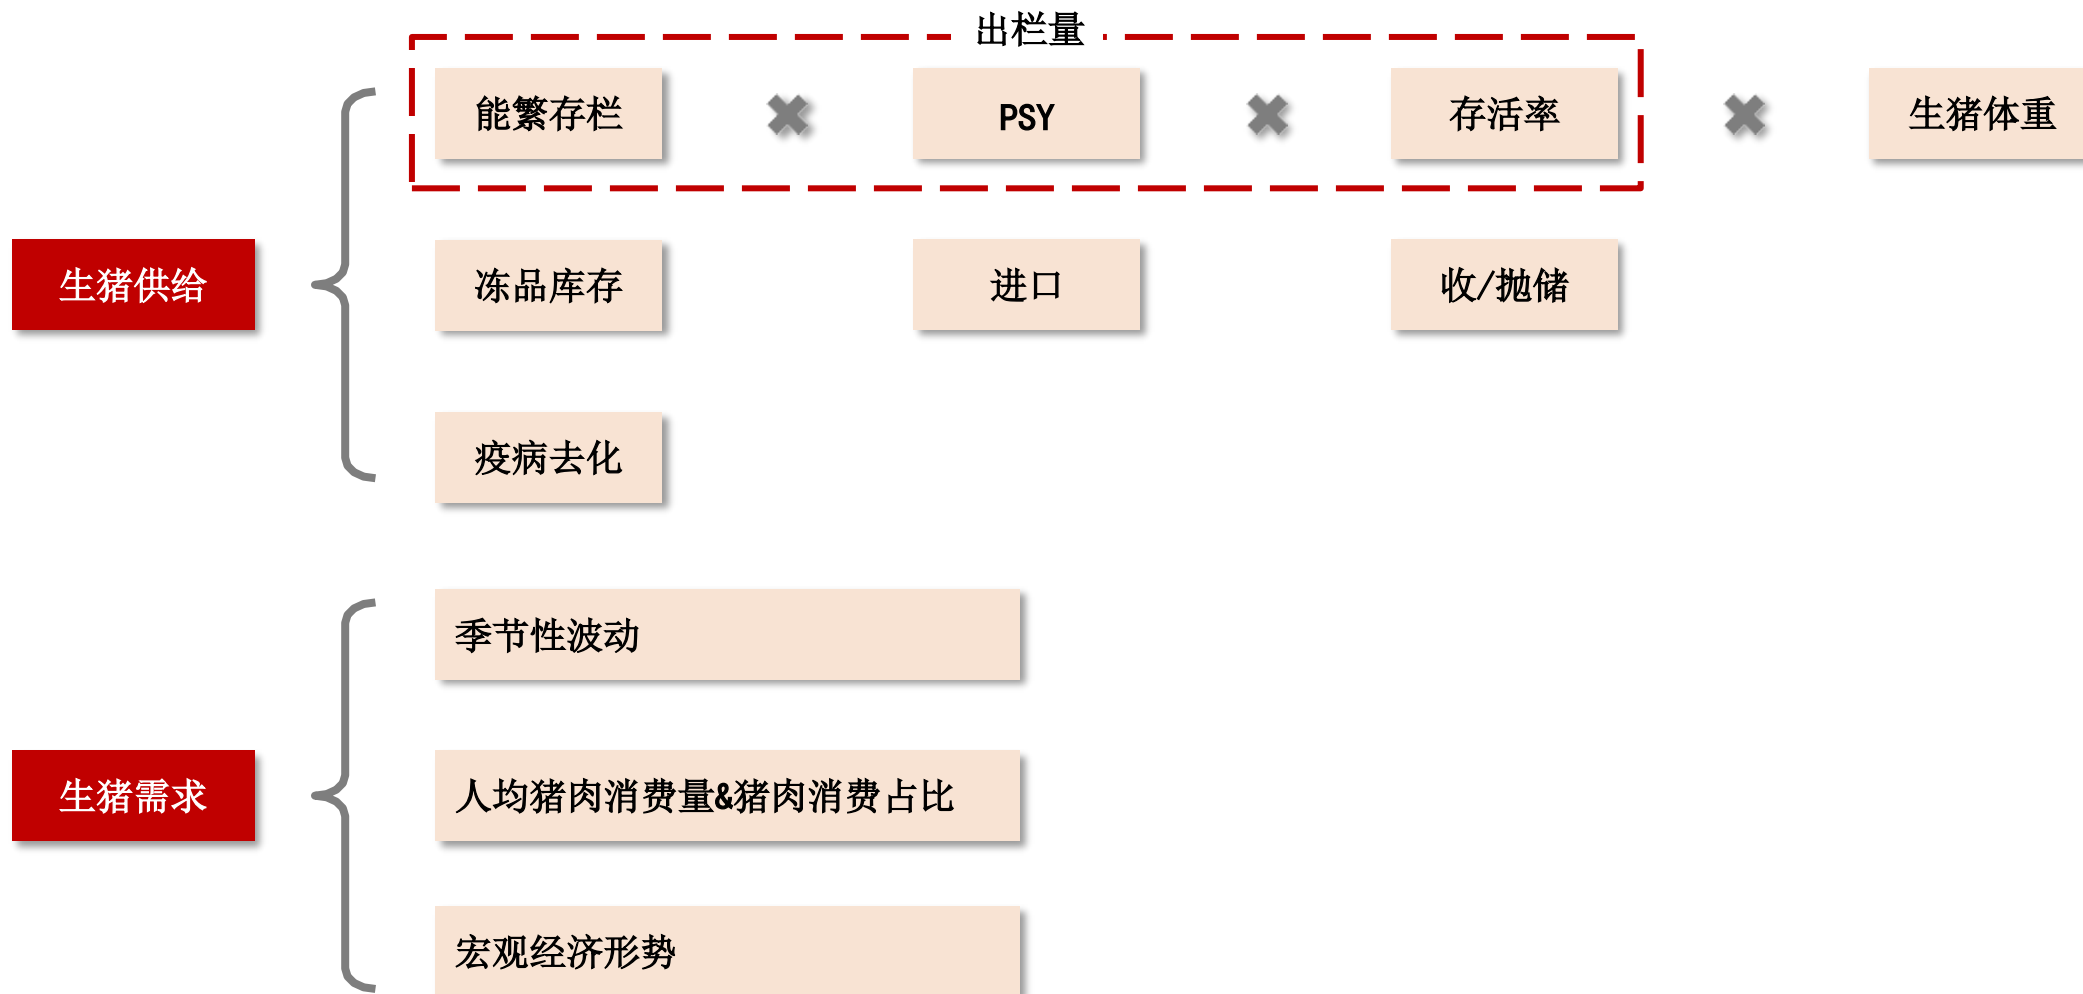 出栏量
能繁存栏
PSY
存活率
生猪体重
生猪供给
冻品库存
进口
收/抛储
疫病去化
季节性波动
生猪需求
人均猪肉消费量&猪肉消费占比
宏观经济形势